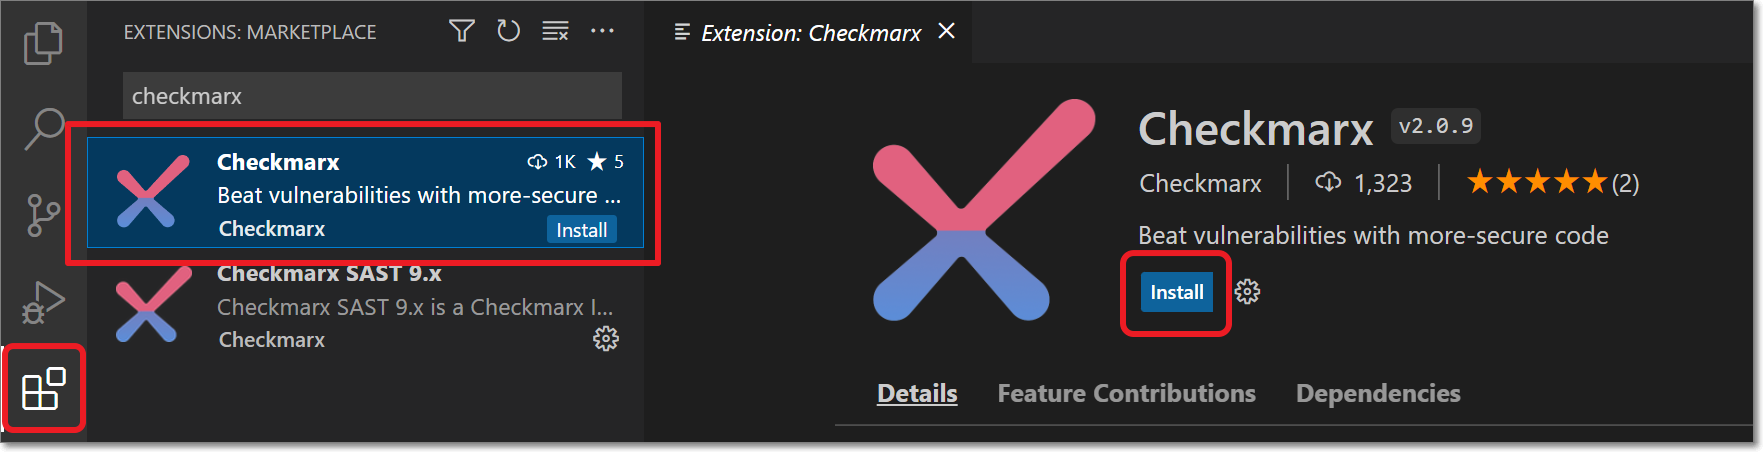 EXTENSIONS: MARKETPLACE
checkmarx
Checkmarx 1K ★ 5
Beat vulnerabilities with more-secure ...
Checkmarx Install
Checkmarx SAST 9.x
Checkmarx SAST 9.x is a Checkmarx I...
Checkmarx
Extension: Checkmarx
Checkmarx v2.0.9
Checkmarx 1,323 ★★★★★(2)
Beat vulnerabilities with more-secure code
Install
Details Feature Contributions Dependencies